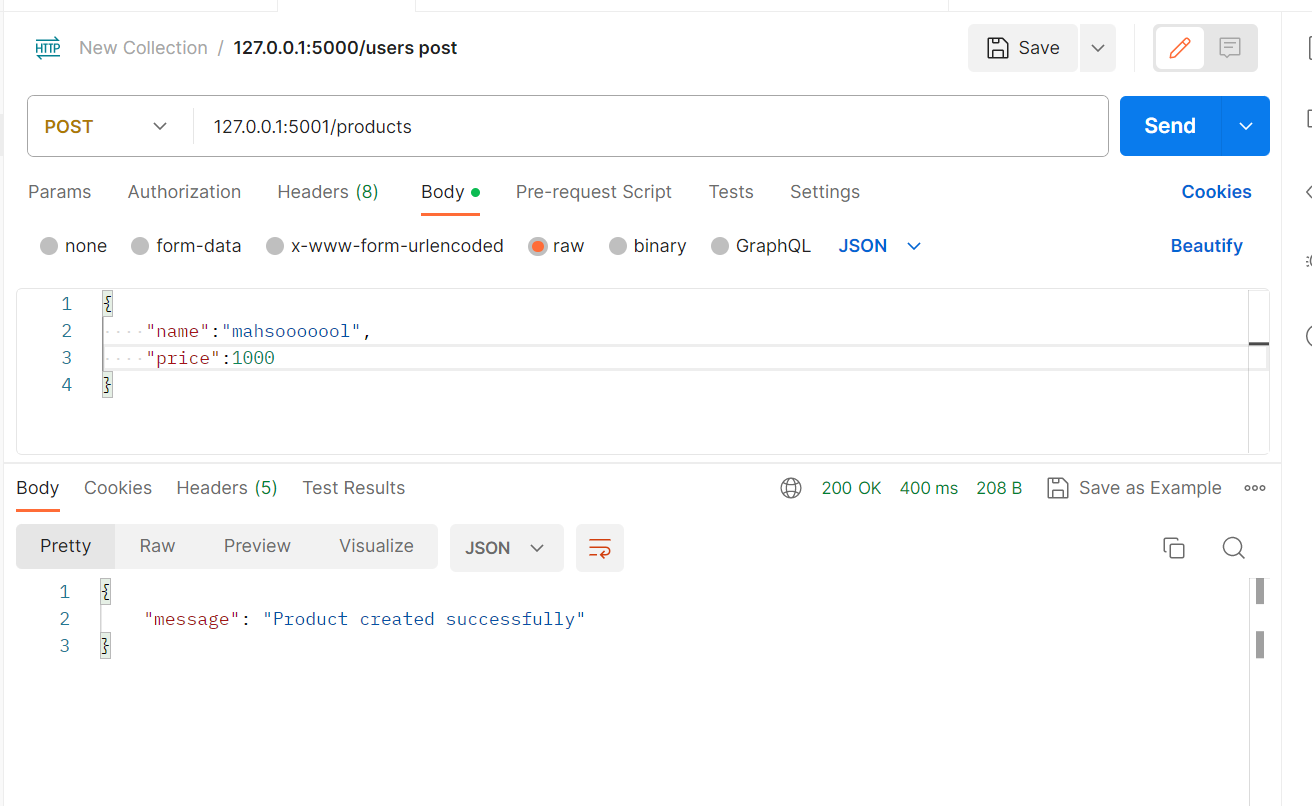 HTTP New Collection / 127.0.0.1:5000/users post Save
POST 127.0.0.1:5001/products Send
Params Authorization Headers (8) Body Pre-request Script Tests Settings Cookies
none form-data x-www-form-urlencoded raw binary GraphQL JSON Beautify
1 {
2 "name":"mahsooooool",
3 "price":1000
4 }
Body Cookies Headers (5) Test Results 200 OK 400 ms 208 B Save as Example
Pretty Raw Preview Visualize JSON
1 {
2 "message": "Product created successfully"
3 }